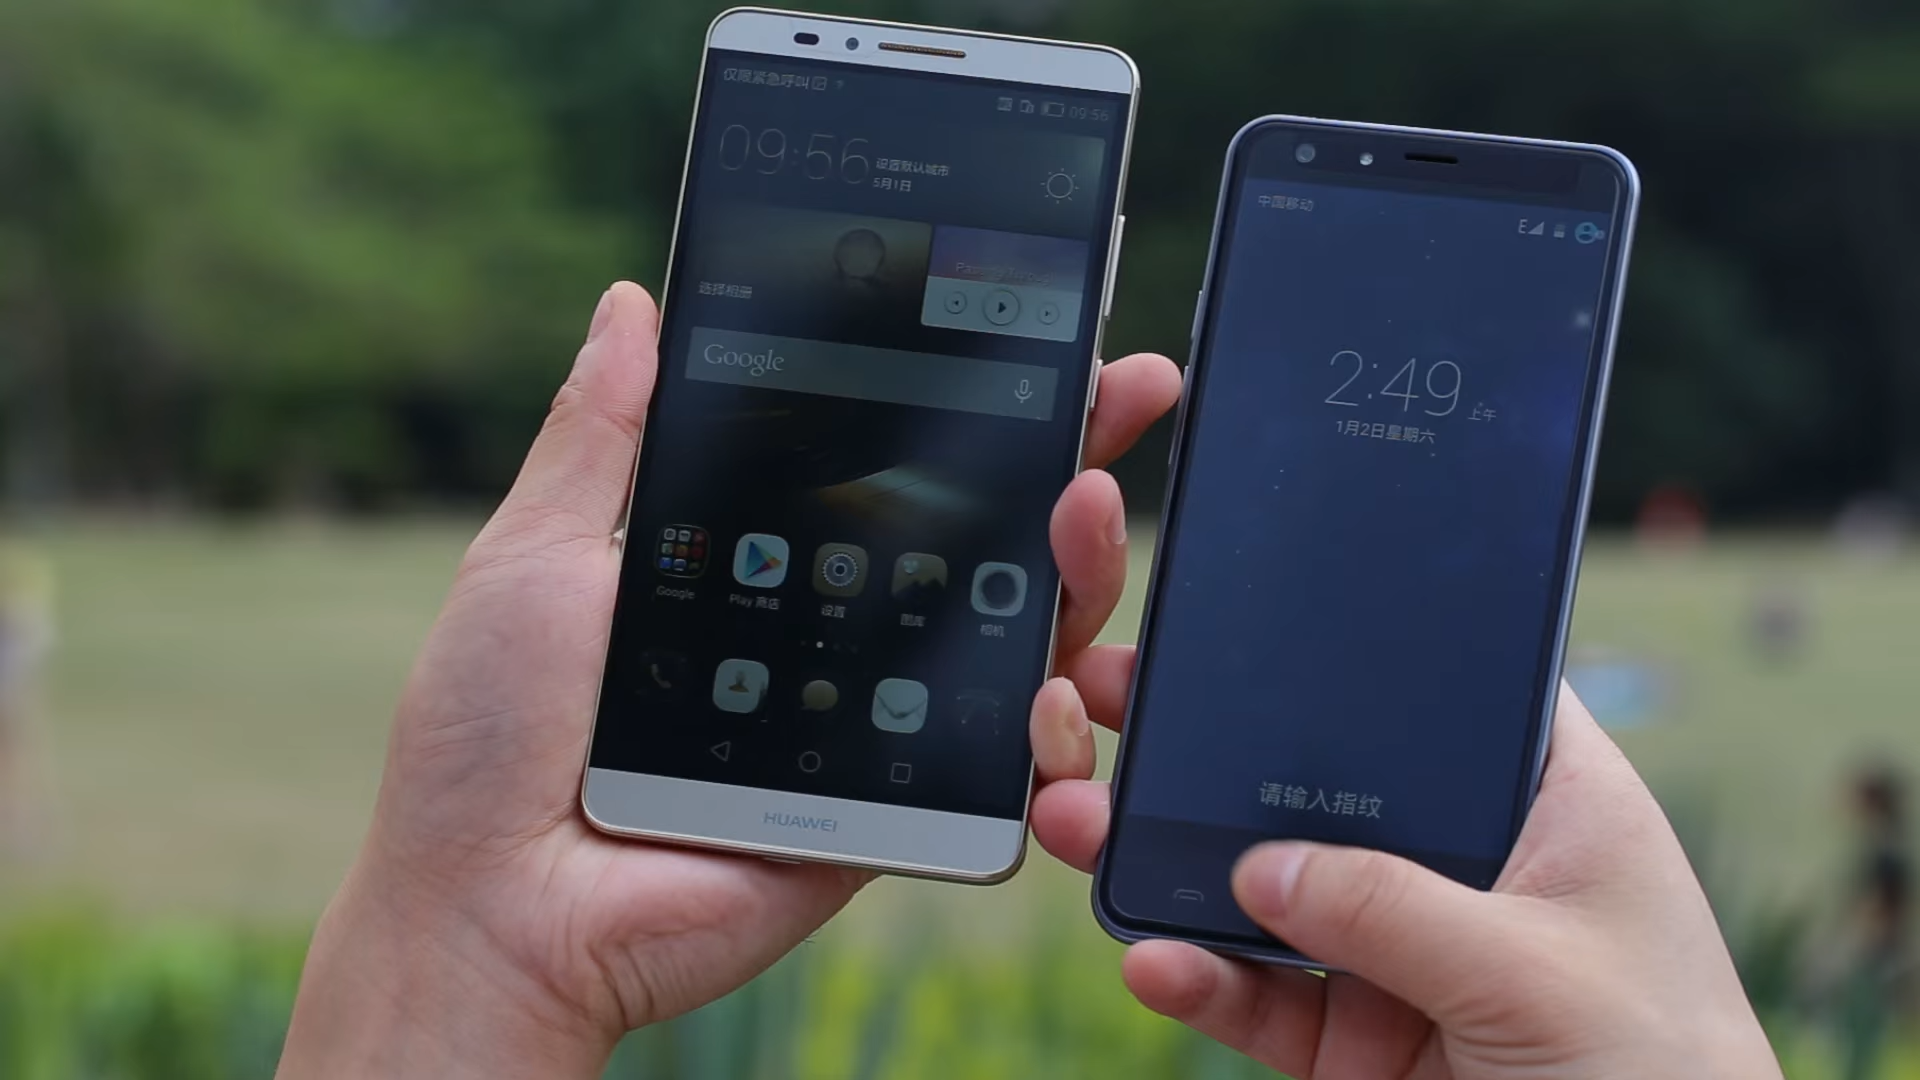 仅限紧急呼叫
09:56
09:56
设置默认城市
5月1日
选择相册
Google
Google
Play 商店
设置
图库
相机
HUAWEI
中国移动
E
2:49 上午
1月2日星期六
请输入指纹